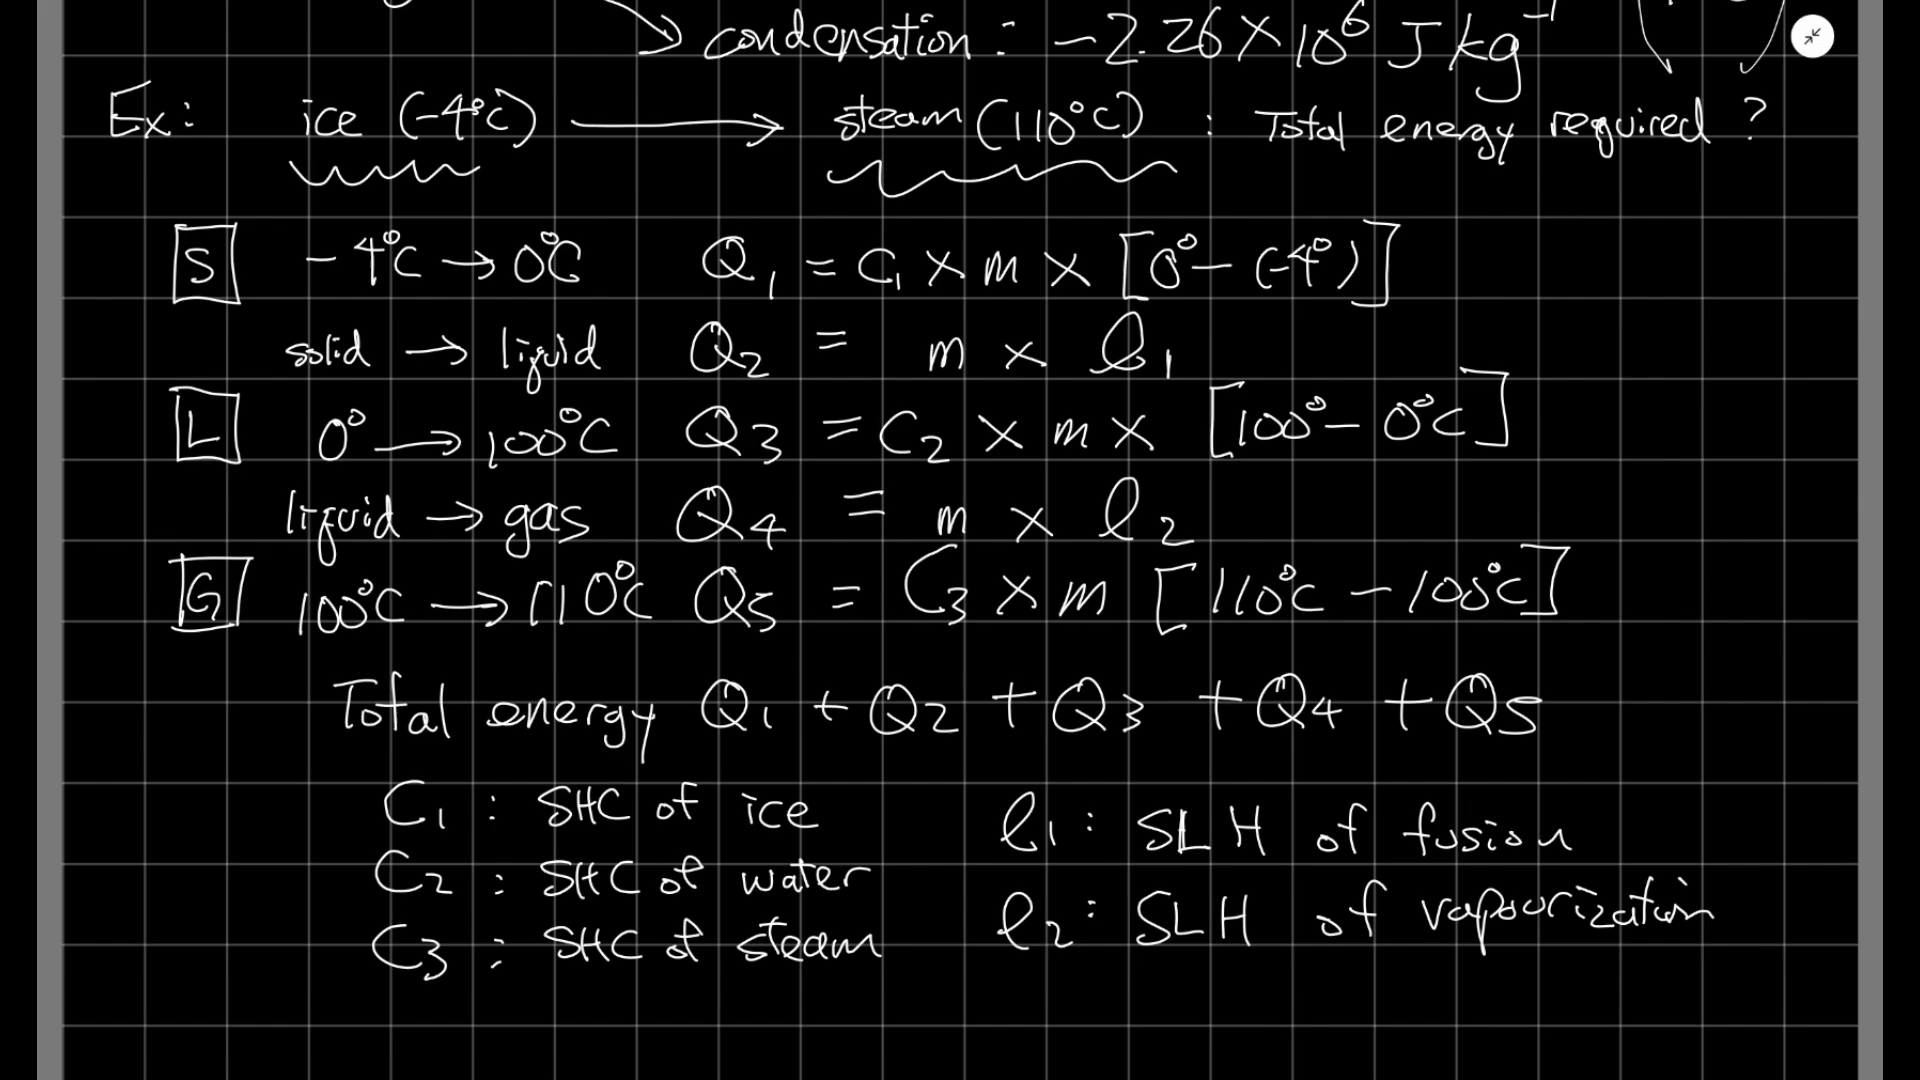 condensation : -2.26 × 10⁶ J kg⁻¹
Ex: ice (-4°C) → steam (110°C) : Total energy required ?
S -4°C → 0°C Q₁ = C₁ × m × [0° - (-4°)]
solid → liquid Q₂ = m × l₁
L 0° → 100°C Q₃ = C₂ × m × [100° - 0°C]
liquid → gas Q₄ = m × l₂
G 100°C → 110°C Q₅ = C₃ × m [110°C - 100°C]
Total energy Q₁ + Q₂ + Q₃ + Q₄ + Q₅
C₁ : SHC of ice l₁ : SLH of fusion
C₂ : SHC of water l₂ : SLH of vapourization
C₃ : SHC of steam